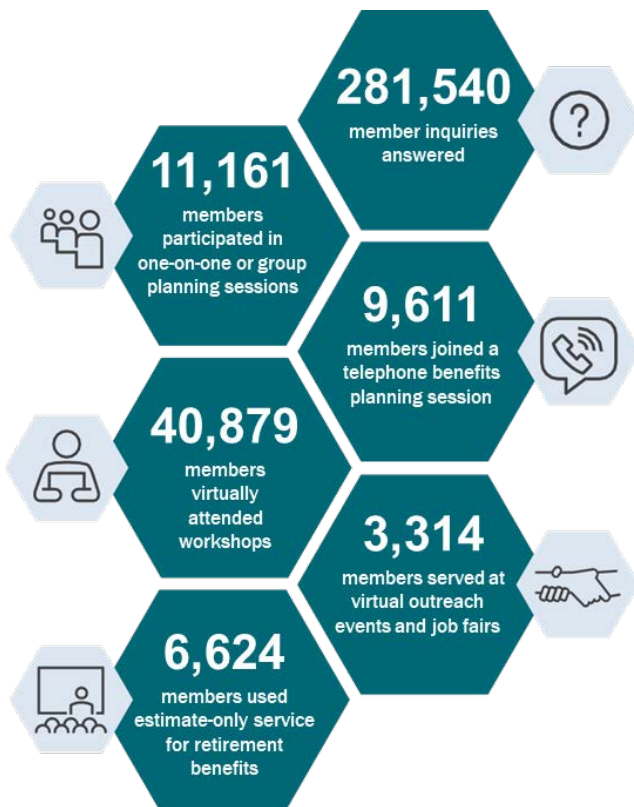 281,540
member inquiries
answered
11,161
members
participated in
one-on-one or group
planning sessions
9,611
members joined a
telephone benefits
planning session
40,879
members
virtually
attended
workshops
3,314
members served at
virtual outreach
events and job fairs
6,624
members used
estimate-only service
for retirement
benefits
?